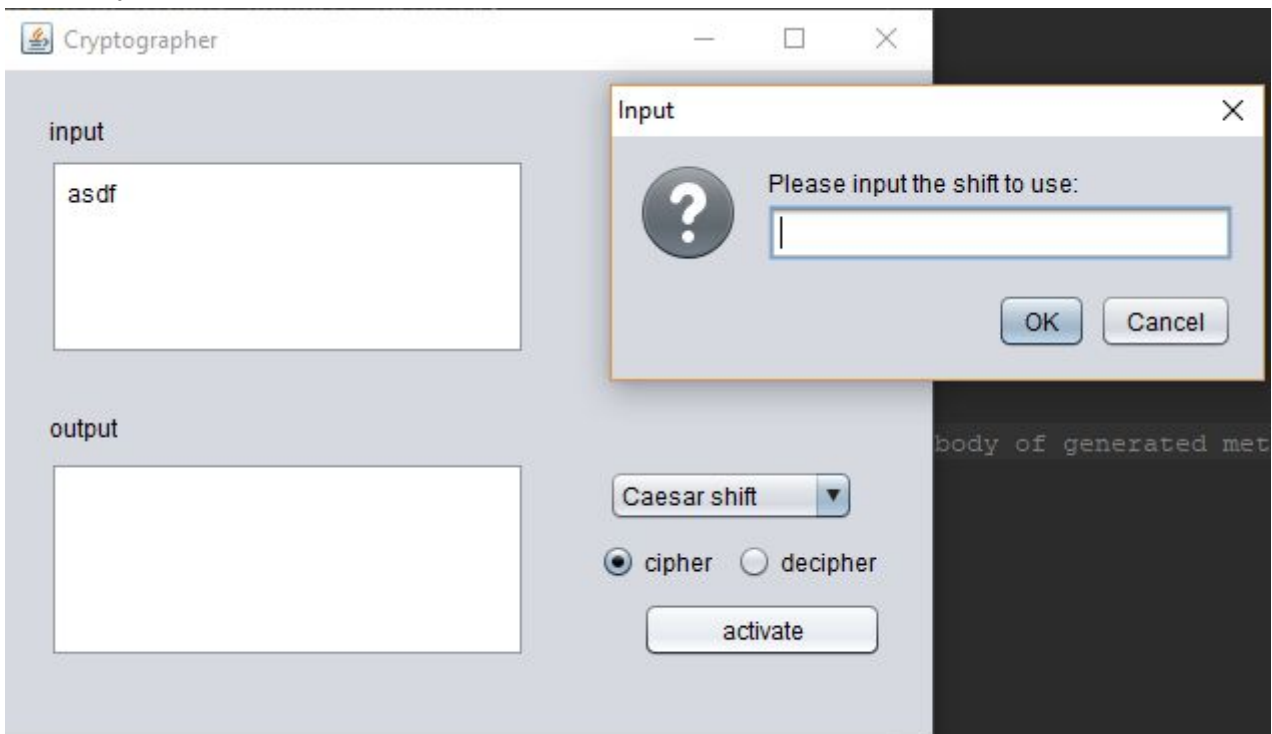 Cryptographer
input
asdf
output
Caesar shift
cipher decipher
activate
Input
Please input the shift to use:
OK Cancel
body of generated met